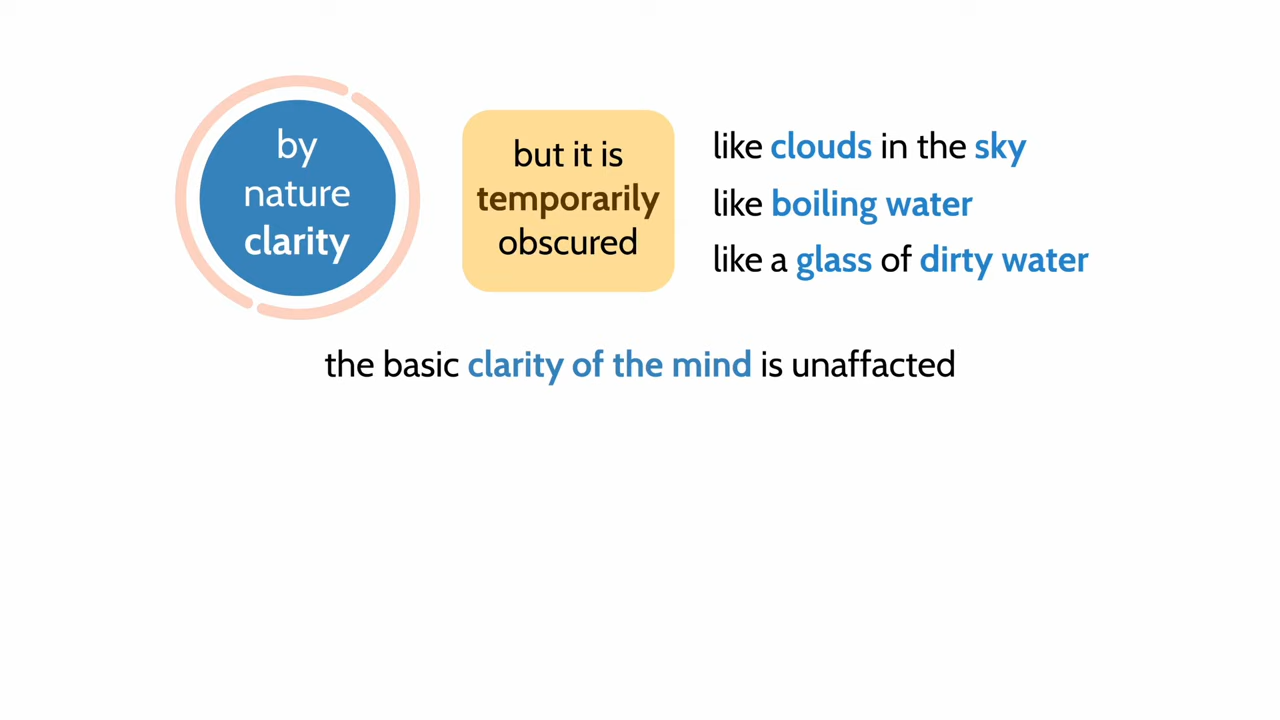 by
nature
clarity
but it is
temporarily
obscured
like clouds in the sky
like boiling water
like a glass of dirty water
the basic clarity of the mind is unaffacted